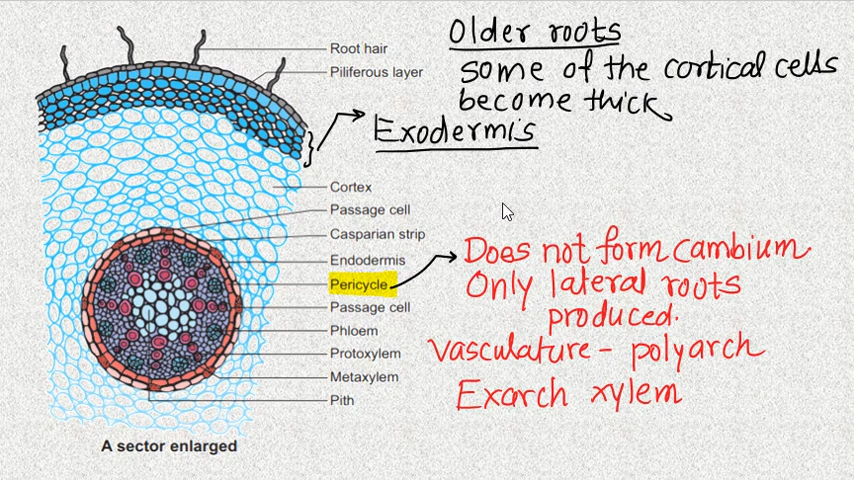 Older roots
some of the cortical cells
become thick
Exodermis
Root hair
Piliferous layer
Cortex
Passage cell
Casparian strip
Endodermis
Pericycle
Passage cell
Phloem
Protoxylem
Metaxylem
Pith
Does not form cambium
Only lateral roots
produced.
Vasculature - polyarch
Exarch xylem
A sector enlarged